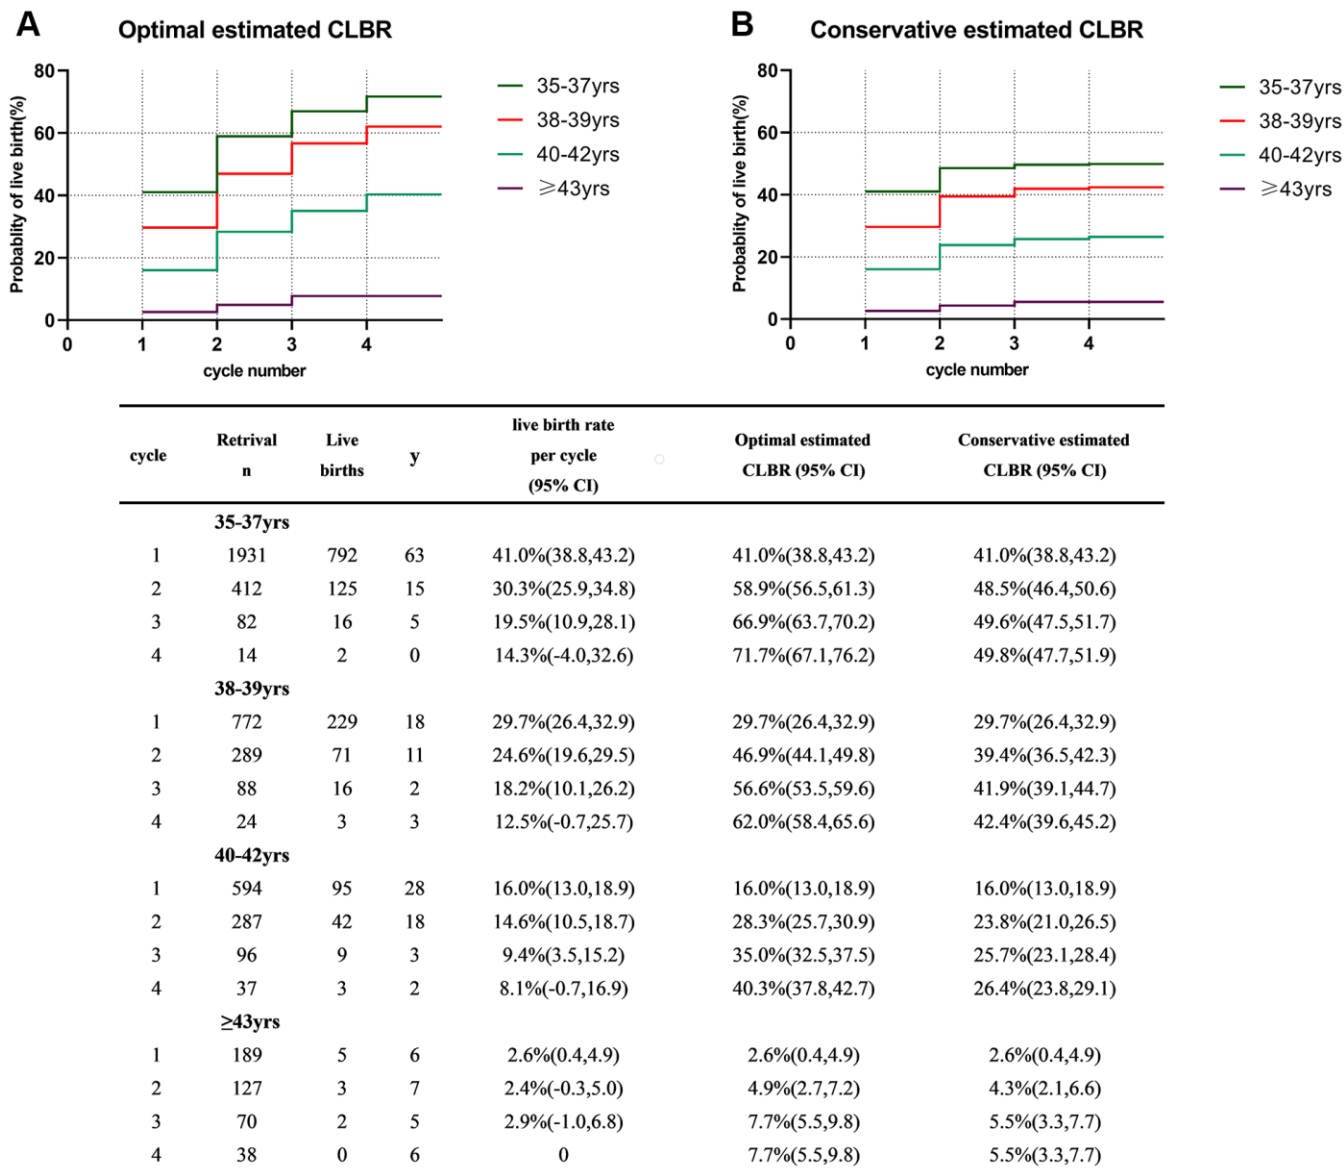 A
Optimal estimated CLBR
80
60
40
20
0
Probablity of live birth(%)
0 1 2 3 4
cycle number
35-37yrs
38-39yrs
40-42yrs
≥43yrs
B
Conservative estimated CLBR
80
60
40
20
0
Probablity of live birth(%)
0 1 2 3 4
cycle number
35-37yrs
38-39yrs
40-42yrs
≥43yrs
cycle Retrival n Live births y live birth rate per cycle (95% CI) Optimal estimated CLBR (95% CI) Conservative estimated CLBR (95% CI)
35-37yrs
1 1931 792 63 41.0%(38.8,43.2) 41.0%(38.8,43.2) 41.0%(38.8,43.2)
2 412 125 15 30.3%(25.9,34.8) 58.9%(56.5,61.3) 48.5%(46.4,50.6)
3 82 16 5 19.5%(10.9,28.1) 66.9%(63.7,70.2) 49.6%(47.5,51.7)
4 14 2 0 14.3%(-4.0,32.6) 71.7%(67.1,76.2) 49.8%(47.7,51.9)
38-39yrs
1 772 229 18 29.7%(26.4,32.9) 29.7%(26.4,32.9) 29.7%(26.4,32.9)
2 289 71 11 24.6%(19.6,29.5) 46.9%(44.1,49.8) 39.4%(36.5,42.3)
3 88 16 2 18.2%(10.1,26.2) 56.6%(53.5,59.6) 41.9%(39.1,44.7)
4 24 3 3 12.5%(-0.7,25.7) 62.0%(58.4,65.6) 42.4%(39.6,45.2)
40-42yrs
1 594 95 28 16.0%(13.0,18.9) 16.0%(13.0,18.9) 16.0%(13.0,18.9)
2 287 42 18 14.6%(10.5,18.7) 28.3%(25.7,30.9) 23.8%(21.0,26.5)
3 96 9 3 9.4%(3.5,15.2) 35.0%(32.5,37.5) 25.7%(23.1,28.4)
4 37 3 2 8.1%(-0.7,16.9) 40.3%(37.8,42.7) 26.4%(23.8,29.1)
≥43yrs
1 189 5 6 2.6%(0.4,4.9) 2.6%(0.4,4.9) 2.6%(0.4,4.9)
2 127 3 7 2.4%(-0.3,5.0) 4.9%(2.7,7.2) 4.3%(2.1,6.6)
3 70 2 5 2.9%(-1.0,6.8) 7.7%(5.5,9.8) 5.5%(3.3,7.7)
4 38 0 6 0 7.7%(5.5,9.8) 5.5%(3.3,7.7)